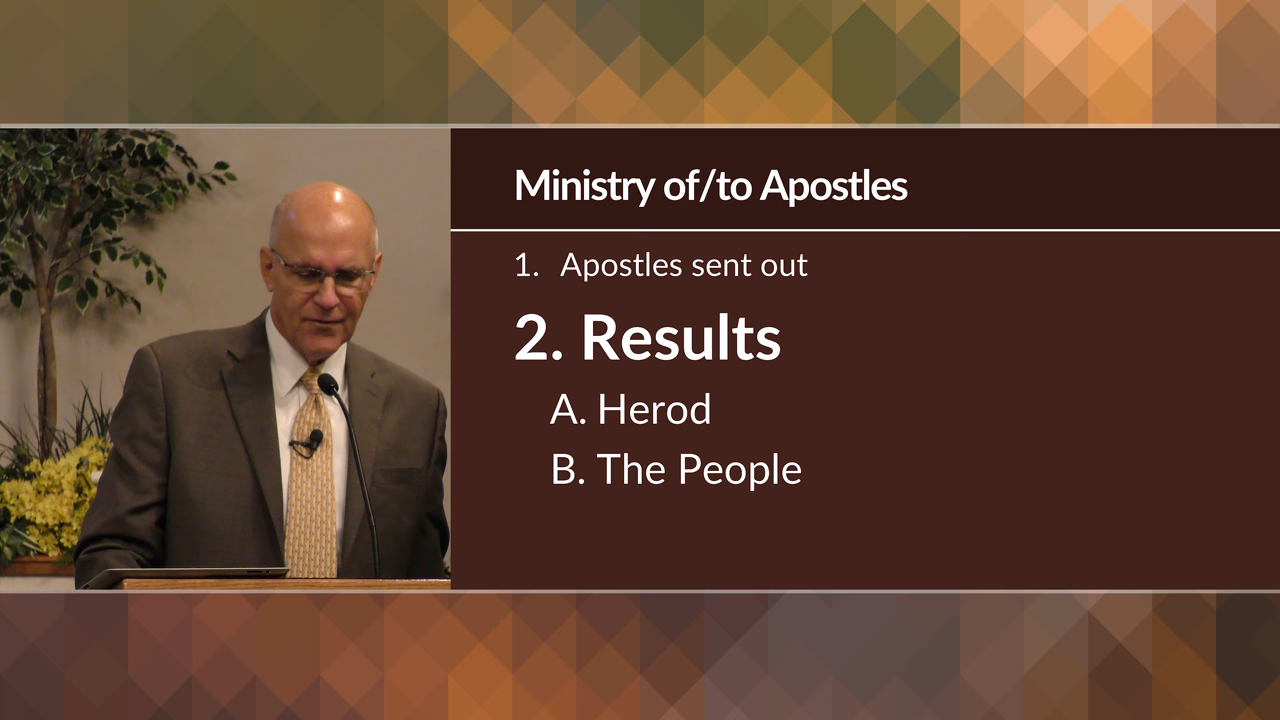 Ministry of/to Apostles
1. Apostles sent out
2. Results
A. Herod
B. The People